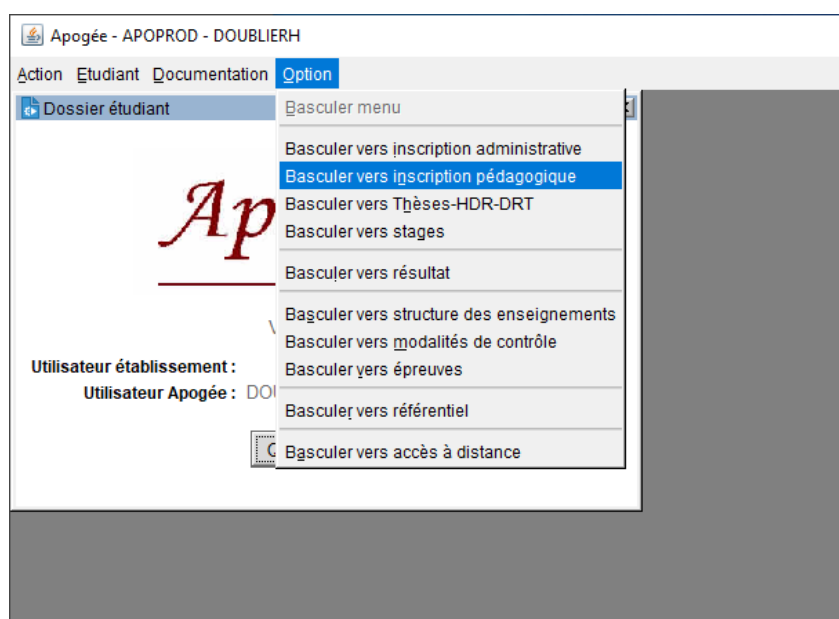 Apogée - APOPROD - DOUBLIERH
Action Etudiant Documentation Option
Dossier étudiant
Basculer menu
Basculer vers inscription administrative
Basculer vers inscription pédagogique
Basculer vers Thèses-HDR-DRT
Basculer vers stages
Basculer vers résultat
Basculer vers structure des enseignements
Basculer vers modalités de contrôle
Basculer vers épreuves
Basculer vers référentiel
Basculer vers accès à distance
Ap
Utilisateur établissement :
Utilisateur Apogée : DOU